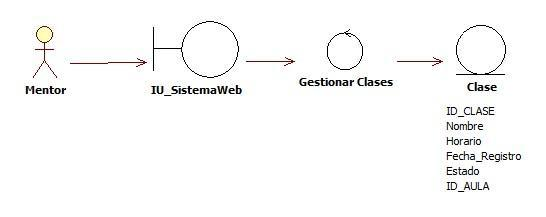 Mentor
IU_SistemaWeb
Gestionar Clases
Clase
ID_CLASE
Nombre
Horario
Fecha_Registro
Estado
ID_AULA